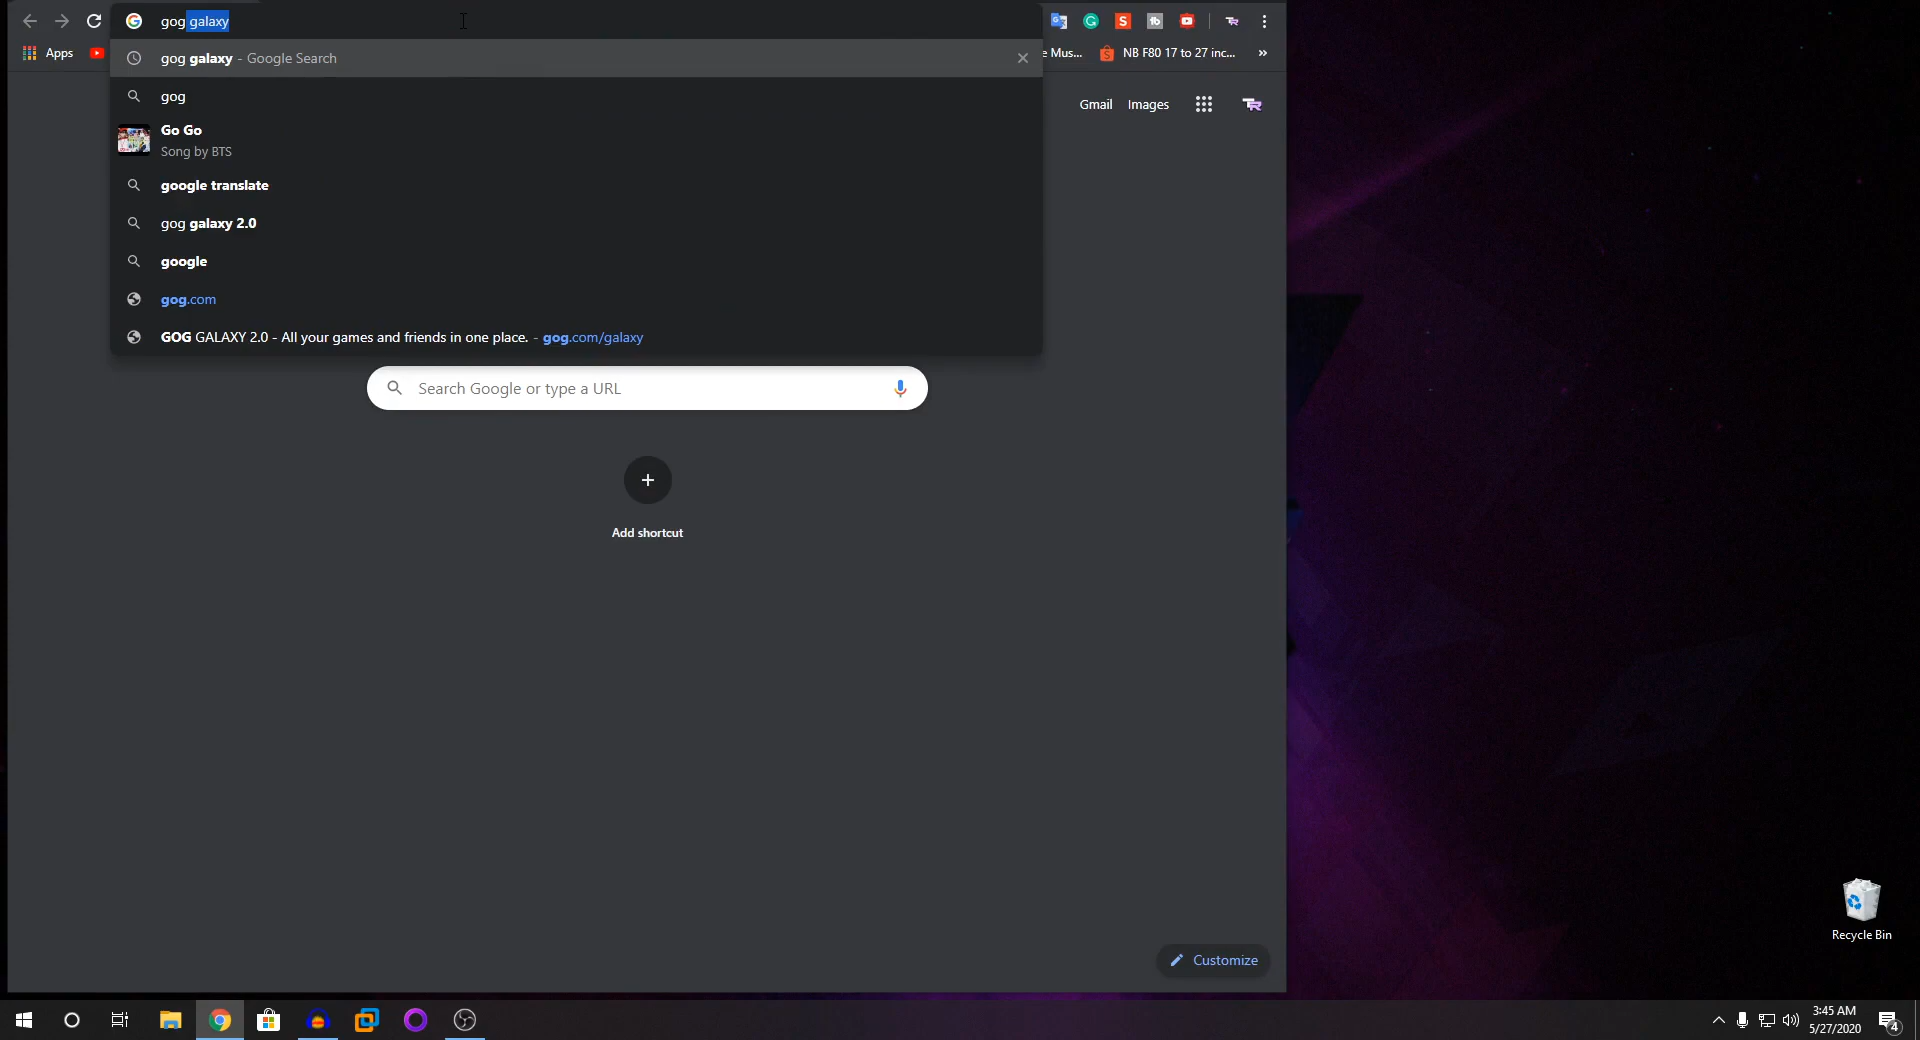 gog galaxy
Apps
e Mus...
NB F80 17 to 27 inc...
»
gog galaxy - Google Search
gog
Go Go
Song by BTS
google translate
gog galaxy 2.0
google
gog.com
GOG GALAXY 2.0 - All your games and friends in one place. - gog.com/galaxy
Gmail
Images
Search Google or type a URL
Add shortcut
Customize
Recycle Bin
3:45 AM
5/27/2020
4